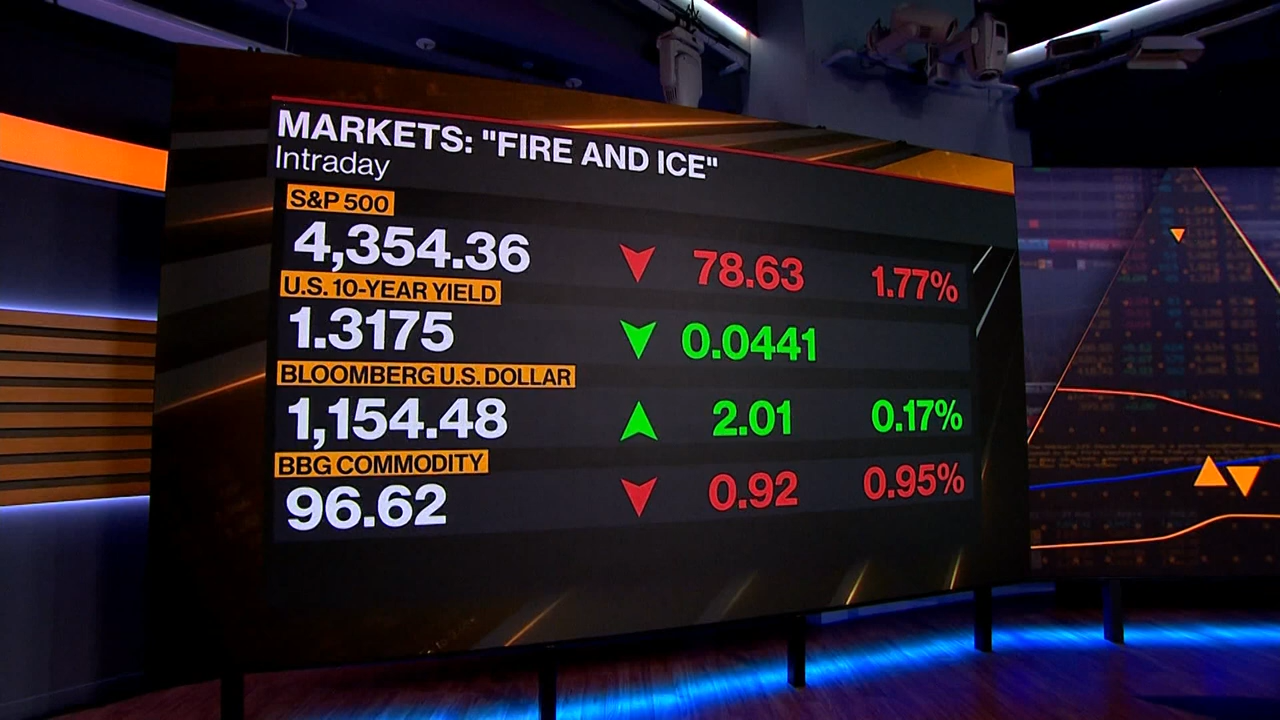 MARKETS: "FIRE AND ICE"
Intraday
S&P 500
4,354.36 78.63 1.77%
U.S. 10-YEAR YIELD
1.3175 0.0441
BLOOMBERG U.S. DOLLAR
1,154.48 2.01 0.17%
BBG COMMODITY
96.62 0.92 0.95%